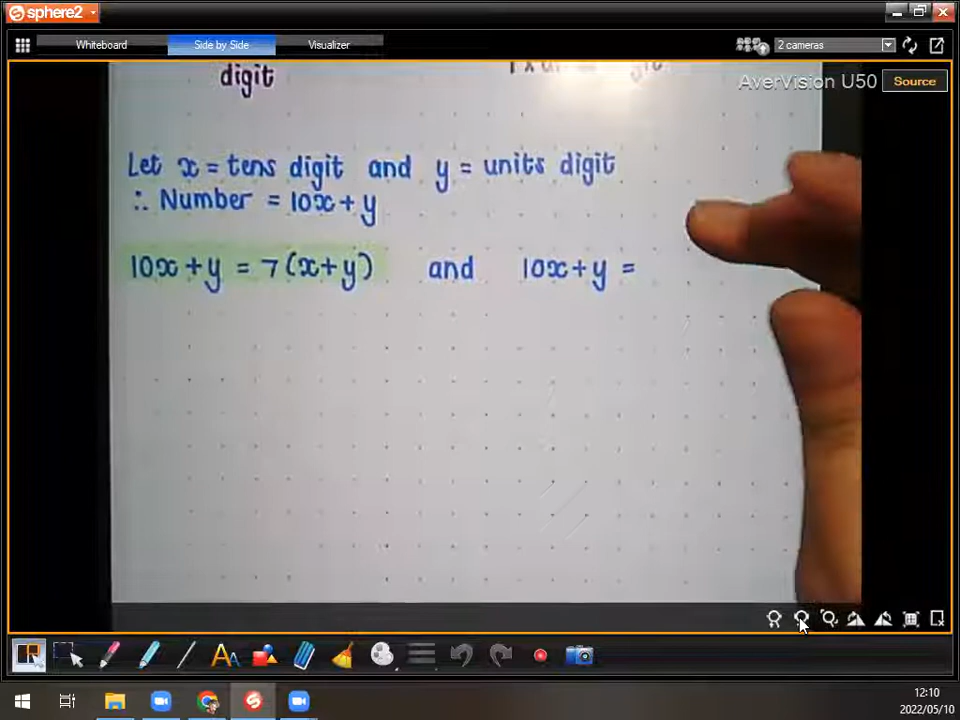 sphere2
Whiteboard
Side by Side
Visualizer
2 cameras
AverVision U50
Source
digit
Let x = tens digit and y = units digit
∴ Number = 10x + y
10x + y = 7(x + y) and 10x + y =
12:10
2022/05/10